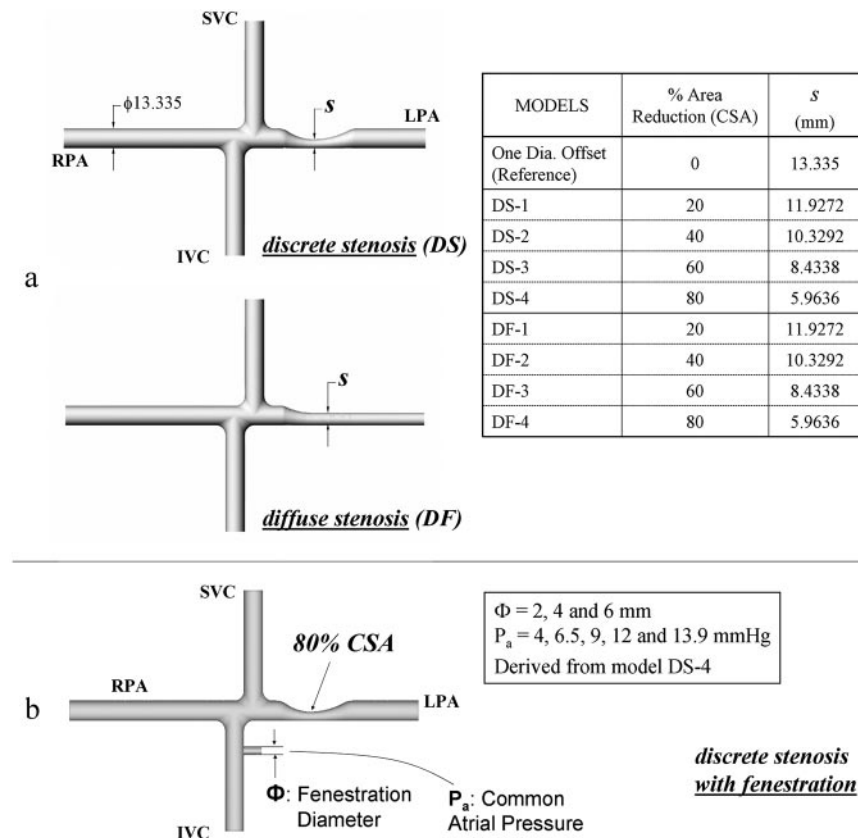 SVC
ϕ13.335
s
LPA
RPA
IVC
discrete stenosis (DS)
a
s
diffuse stenosis (DF)
MODELS % Area Reduction (CSA) s (mm)
One Dia. Offset (Reference) 0 13.335
DS-1 20 11.9272
DS-2 40 10.3292
DS-3 60 8.4338
DS-4 80 5.9636
DF-1 20 11.9272
DF-2 40 10.3292
DF-3 60 8.4338
DF-4 80 5.9636
SVC
80% CSA
RPA
LPA
b
Φ: Fenestration
Diameter
Pa: Common
Atrial Pressure
IVC
Φ = 2, 4 and 6 mm
Pa = 4, 6.5, 9, 12 and 13.9 mmHg
Derived from model DS-4
discrete stenosis
with fenestration